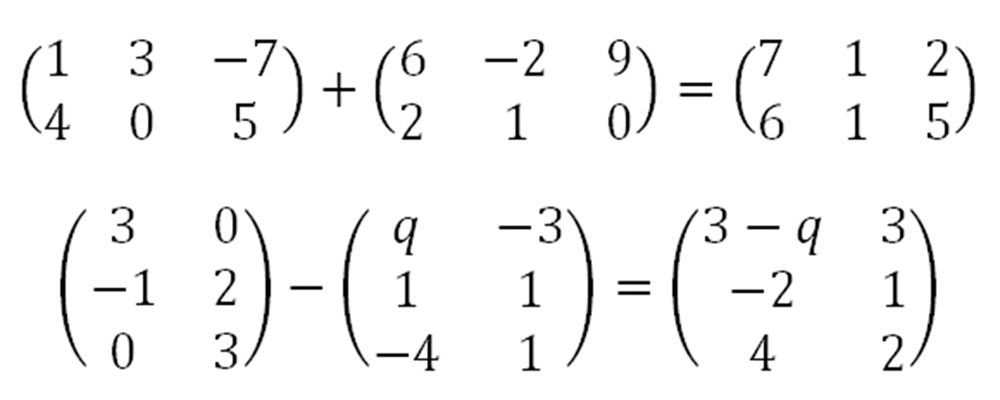 (1 3 −7) + (6 −2 9) = (7 1 2)
(4 0 5) (2 1 0) (6 1 5)
(3 0) (q −3) (3 − q 3)
(−1 2) − (1 1) = (−2 1)
(0 3) (−4 1) (4 2)